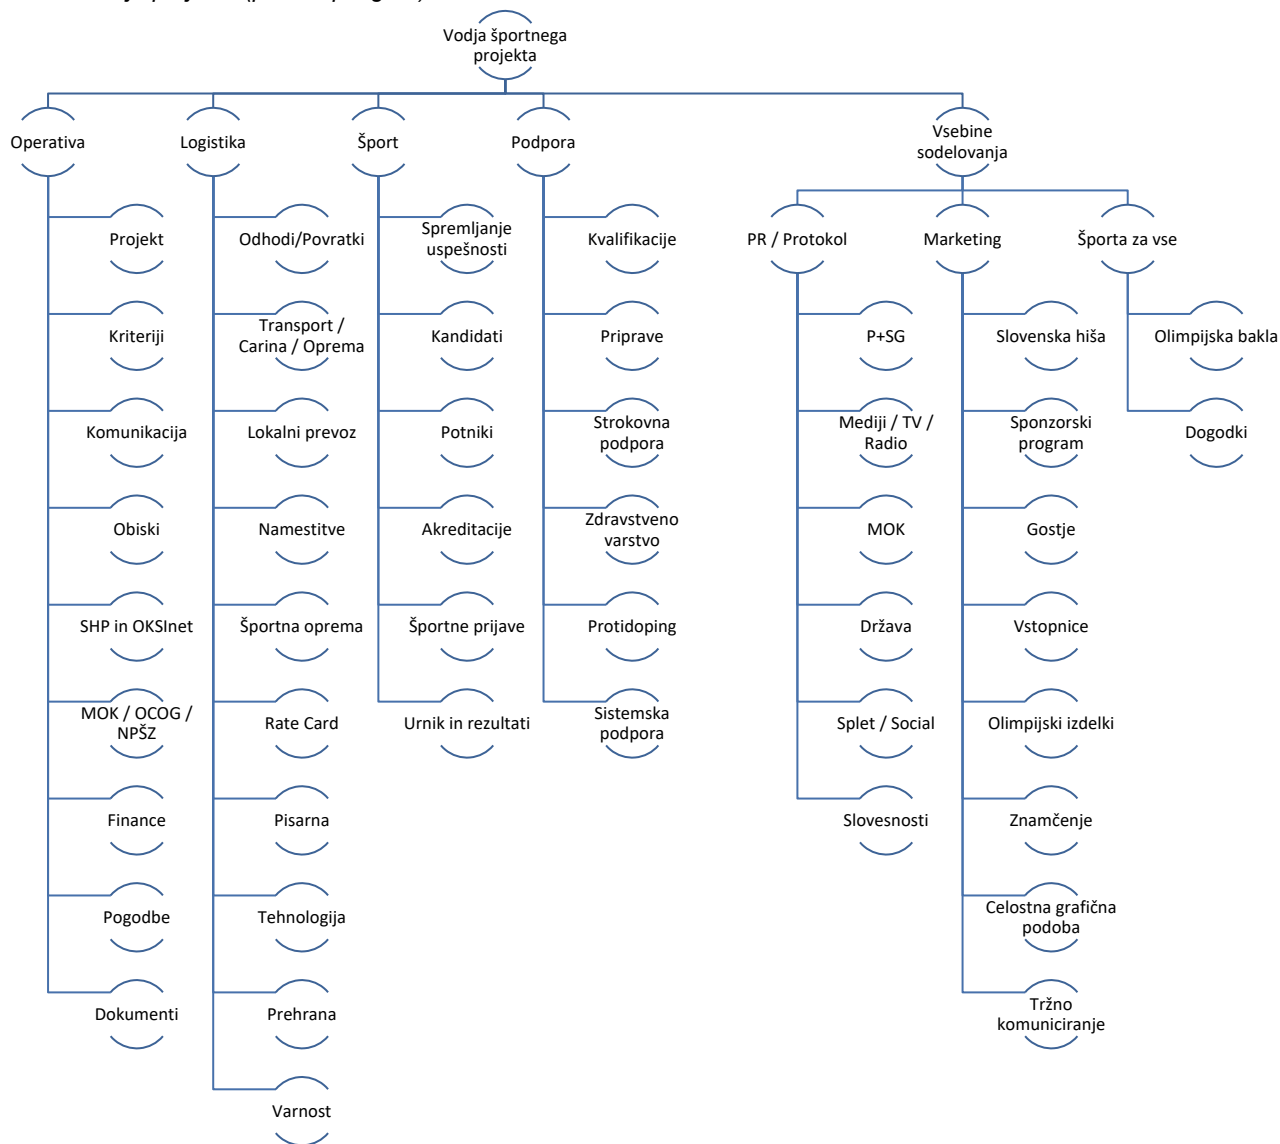 Vodja športnega
projekta
Operativa
Logistika
Šport
Podpora
Vsebine
sodelovanja
Projekt
Kriteriji
Komunikacija
Obiski
SHP in OKSInet
MOK / OCOG /
NPŠZ
Finance
Pogodbe
Dokumenti
Odhodi/Povratki
Transport /
Carina / Oprema
Lokalni prevoz
Namestitve
Športna oprema
Rate Card
Pisarna
Tehnologija
Prehrana
Varnost
Spremljanje
uspešnosti
Kandidati
Potniki
Akreditacije
Športne prijave
Urnik in rezultati
Kvalifikacije
Priprave
Strokovna
podpora
Zdravstveno
varstvo
Protidoping
Sistemska
podpora
PR / Protokol
P+SG
Mediji / TV /
Radio
MOK
Država
Splet / Social
Slovesnosti
Marketing
Slovenska hiša
Sponzorski
program
Gostje
Vstopnice
Olimpijski izdelki
Znamčenje
Celostna grafična
podoba
Tržno
komuniciranje
Športa za vse
Olimpijska bakla
Dogodki